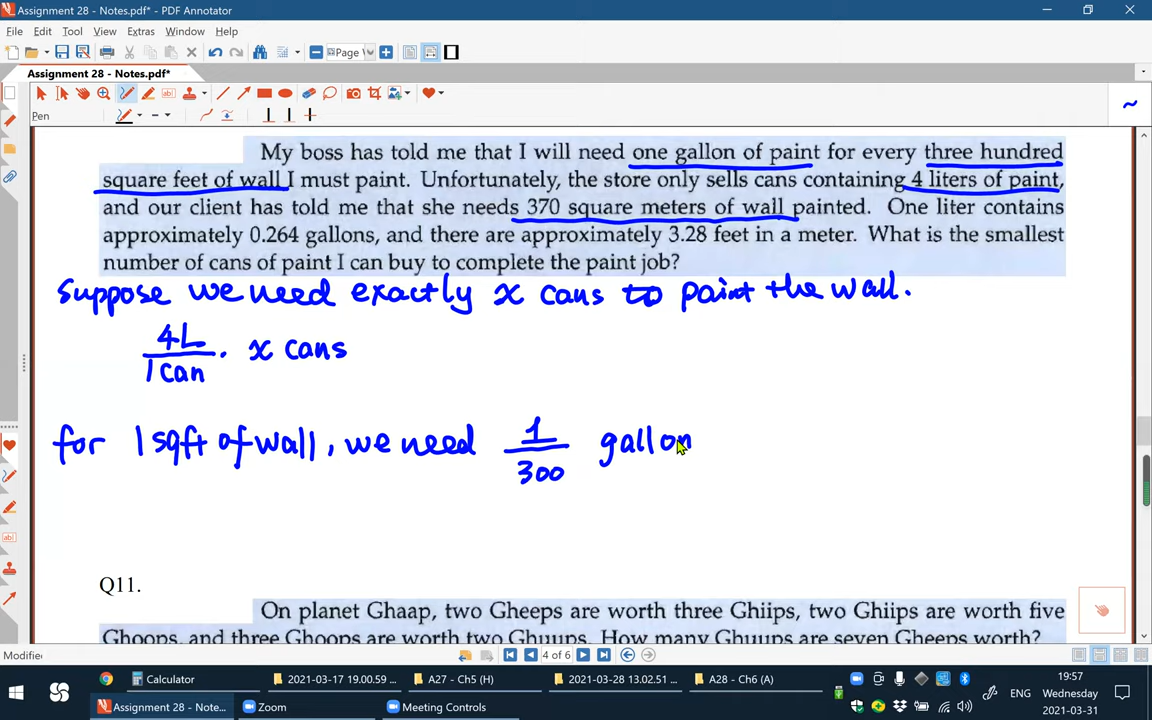 Assignment 28 - Notes.pdf* - PDF Annotator
File Edit Tool Extras View Window Help
Page
Assignment 28 - Notes.pdf*
Pen
My boss has told me that I will need one gallon of paint for every three hundred
square feet of wall I must paint. Unfortunately, the store only sells cans containing 4 liters of paint,
and our client has told me that she needs 370 square meters of wall painted. One liter contains
approximately 0.264 gallons, and there are approximately 3.28 feet in a meter. What is the smallest
number of cans of paint I can buy to complete the paint job?
Suppose we need exactly x cans to paint the wall.
4L
—— . x cans
1 can
for 1 sqft of wall, we need 1/300 gallon
Q11.
On planet Ghaap, two Gheeps are worth three Ghiips, two Ghiips are worth five
Ghoops, and three Ghoops are worth two Ghuups. How many Ghuups are seven Gheeps worth?
Modifie
4 of 6
Calculator
2021-03-17 19.00.59 ...
A27 - Ch5 (H)
2021-03-28 13.02.51 ...
A28 - Ch6 (A)
Assignment 28 - Note...
Zoom
Meeting Controls
ENG
19:57
Wednesday
2021-03-31